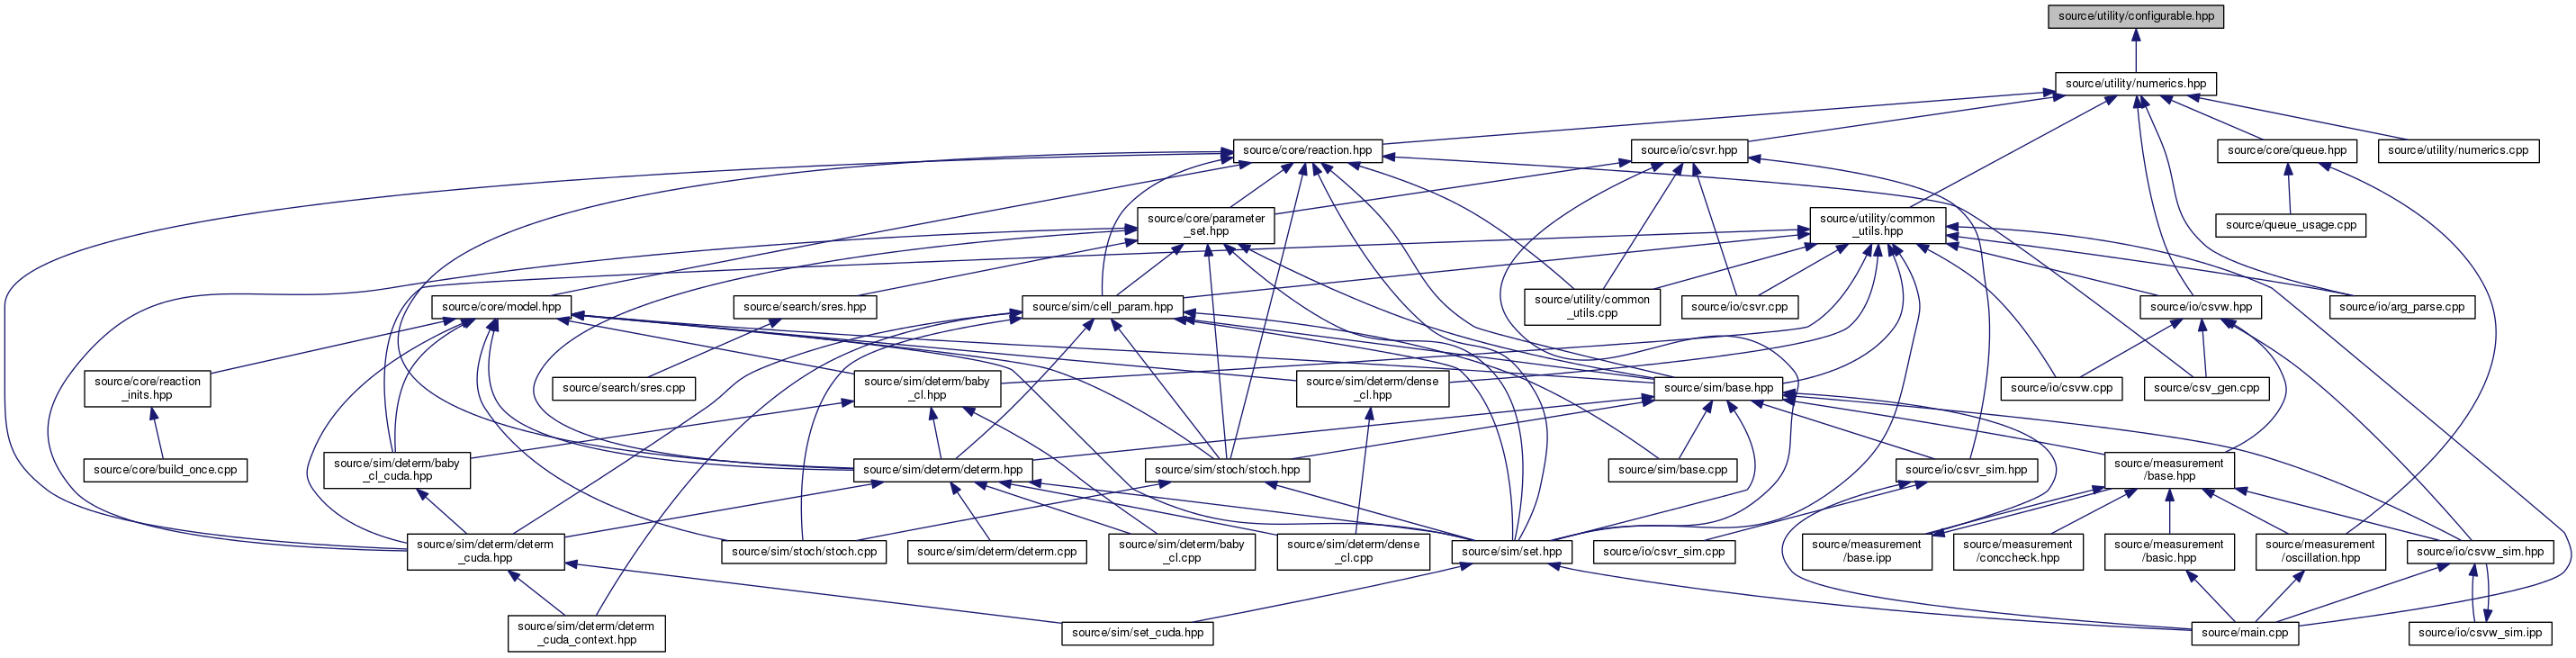 source/utility/configurable.hpp
source/utility/numerics.hpp
source/core/reaction.hpp
source/io/csvr.hpp
source/core/queue.hpp
source/utility/numerics.cpp
source/core/parameter
_set.hpp
source/utility/common
_utils.hpp
source/queue_usage.cpp
source/core/model.hpp
source/search/sres.hpp
source/sim/cell_param.hpp
source/utility/common
_utils.cpp
source/io/csvr.cpp
source/io/csvw.hpp
source/io/arg_parse.cpp
source/core/reaction
_inits.hpp
source/search/sres.cpp
source/sim/determ/baby
_cl.hpp
source/sim/determ/dense
_cl.hpp
source/sim/base.hpp
source/io/csvw.cpp
source/csv_gen.cpp
source/core/build_once.cpp
source/sim/determ/baby
_cl_cuda.hpp
source/sim/determ/determ.hpp
source/sim/stoch/stoch.hpp
source/sim/base.cpp
source/io/csvr_sim.hpp
source/measurement
/base.hpp
source/sim/determ/determ
_cuda.hpp
source/sim/stoch/stoch.cpp
source/sim/determ/determ.cpp
source/sim/determ/baby
_cl.cpp
source/sim/determ/dense
_cl.cpp
source/sim/set.hpp
source/io/csvr_sim.cpp
source/measurement
/base.ipp
source/measurement
/conccheck.hpp
source/measurement
/basic.hpp
source/measurement
/oscillation.hpp
source/io/csvw_sim.hpp
source/sim/determ/determ
_cuda_context.hpp
source/sim/set_cuda.hpp
source/main.cpp
source/io/csvw_sim.ipp